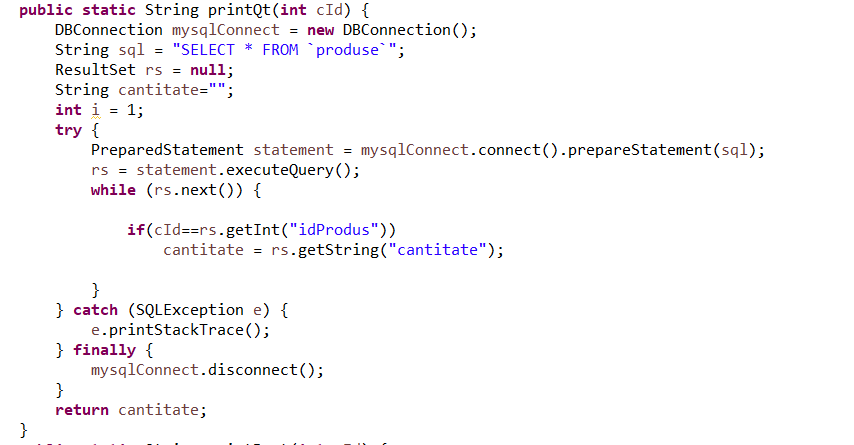 public static String printQt(int cId) {
DBConnection mysqlConnect = new DBConnection();
String sql = "SELECT * FROM `produse`";
ResultSet rs = null;
String cantitate="";
int i = 1;
try {
PreparedStatement statement = mysqlConnect.connect().prepareStatement(sql);
rs = statement.executeQuery();
while (rs.next()) {
if(cId==rs.getInt("idProdus"))
cantitate = rs.getString("cantitate");
}
} catch (SQLException e) {
e.printStackTrace();
} finally {
mysqlConnect.disconnect();
}
return cantitate;
}